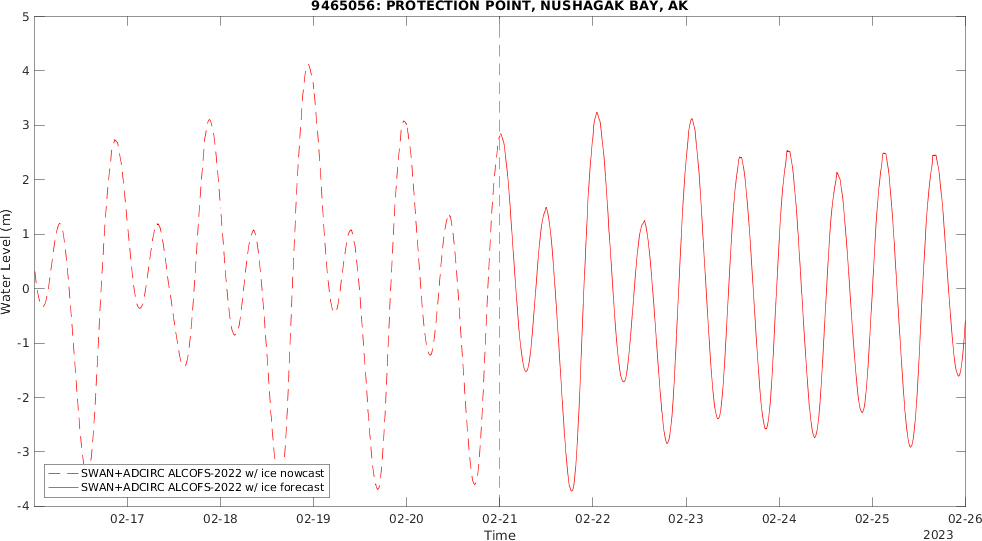 9465056: PROTECTION POINT, NUSHAGAK BAY, AK
Water Level (m)
5
4
3
2
1
0
-1
-2
-3
-4
SWAN+ADCIRC ALCOFS-2022 w/ ice nowcast
SWAN+ADCIRC ALCOFS-2022 w/ ice forecast
02-17 02-18 02-19 02-20 02-21 02-22 02-23 02-24 02-25 02-26
Time
2023